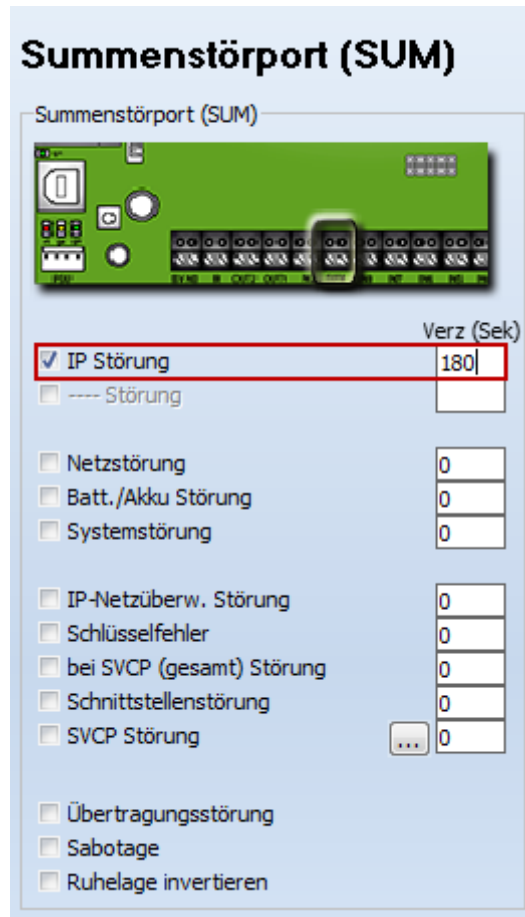 Summenstörport (SUM)
Summenstörport (SUM)
OUT2 OUT1
Verz (Sek)
IP Störung 180
---- Störung
Netzstörung 0
Batt./Akku Störung 0
Systemstörung 0
IP-Netzüberw. Störung 0
Schlüsselfehler 0
bei SVCP (gesamt) Störung 0
Schnittstellenstörung 0
SVCP Störung ... 0
Übertragungsstörung
Sabotage
Ruhelage invertieren